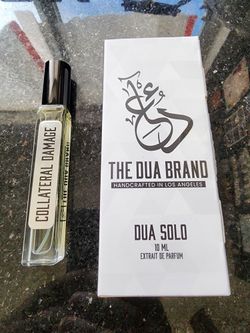 COLLATERAL DAMAGE
THE DUA BRAND
HANDCRAFTED IN LOS ANGELES
DUA SOLO
10 ML
EXTRAIT DE PARFUM